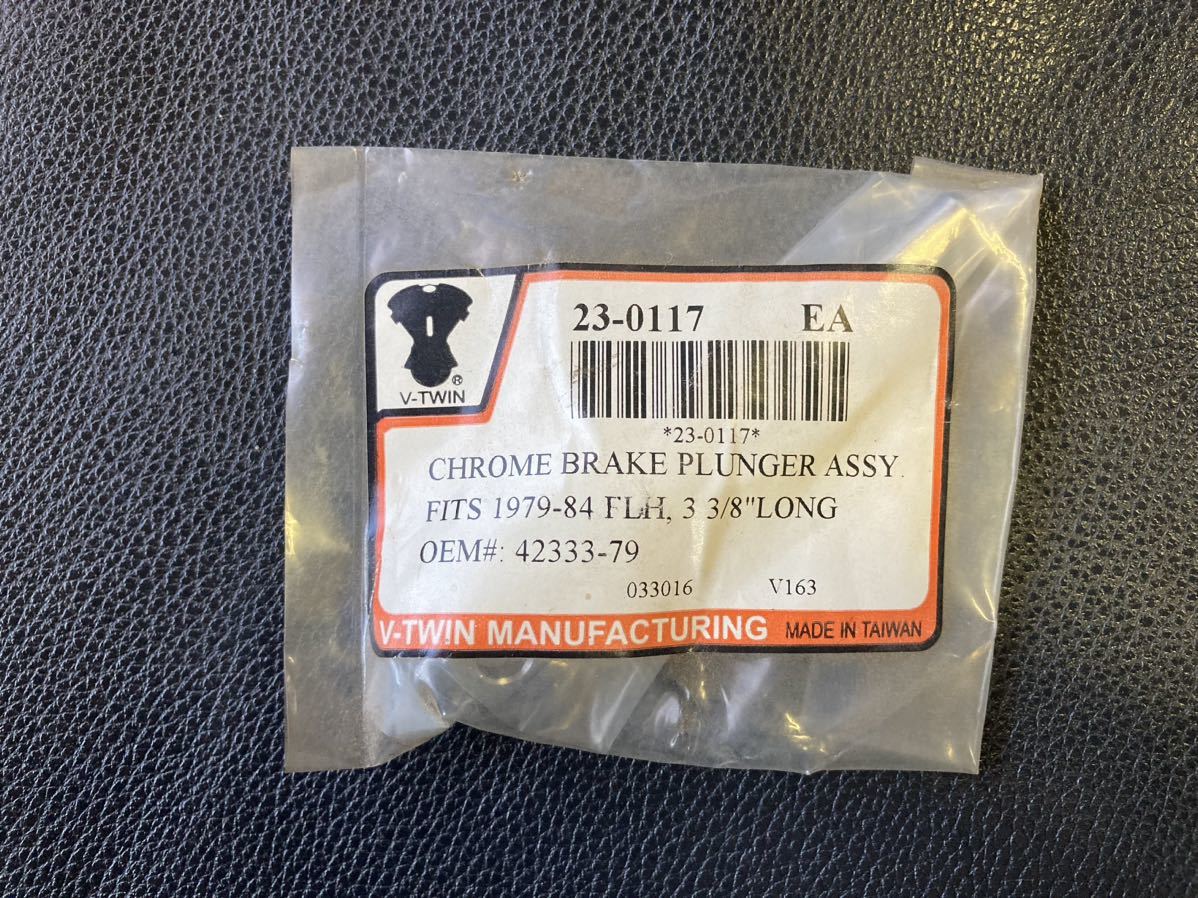 23-0117 EA
*23-0117*
V-TWIN®
CHROME BRAKE PLUNGER ASSY.
FITS 1979-84 FLH, 3 3/8"LONG
OEM#: 42333-79
033016 V163
V-TWIN MANUFACTURING MADE IN TAIWAN